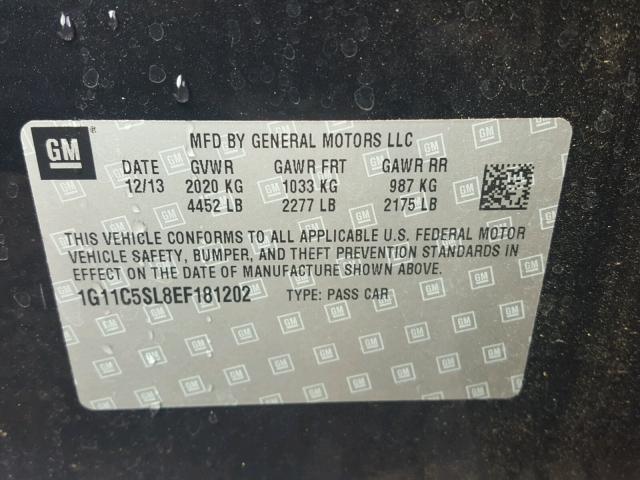 GM ®
MFD BY GENERAL MOTORS LLC
DATE GVWR GAWR FRT GAWR RR
12/13 2020 KG 1033 KG 987 KG
4452 LB 2277 LB 2175 LB
THIS VEHICLE CONFORMS TO ALL APPLICABLE U.S. FEDERAL MOTOR
VEHICLE SAFETY, BUMPER, AND THEFT PREVENTION STANDARDS IN
EFFECT ON THE DATE OF MANUFACTURE SHOWN ABOVE.
1G11C5SL8EF181202 TYPE: PASS CAR